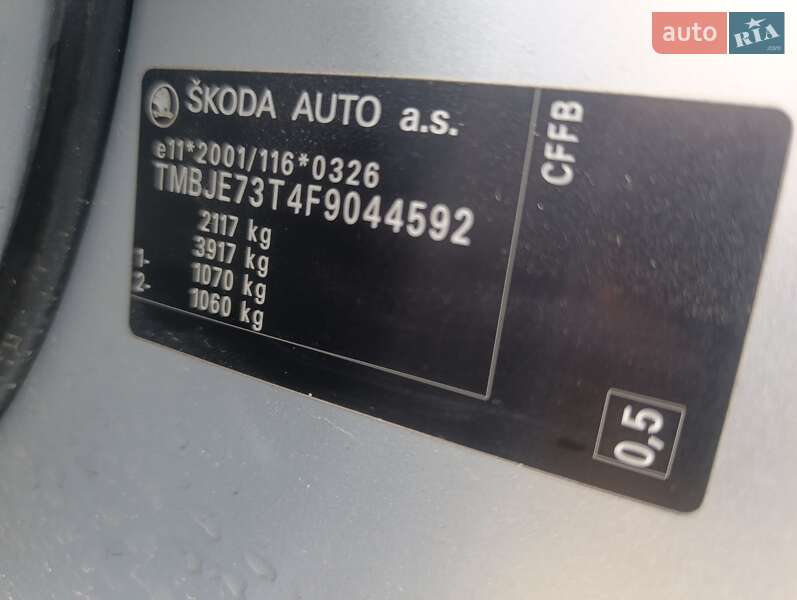 auto RIA
.com
ŠKODA AUTO a.s.
e11*2001/116*0326
TMBJE73T4F9044592
2117 kg
3917 kg
1- 1070 kg
2- 1060 kg
CFFB
0,5